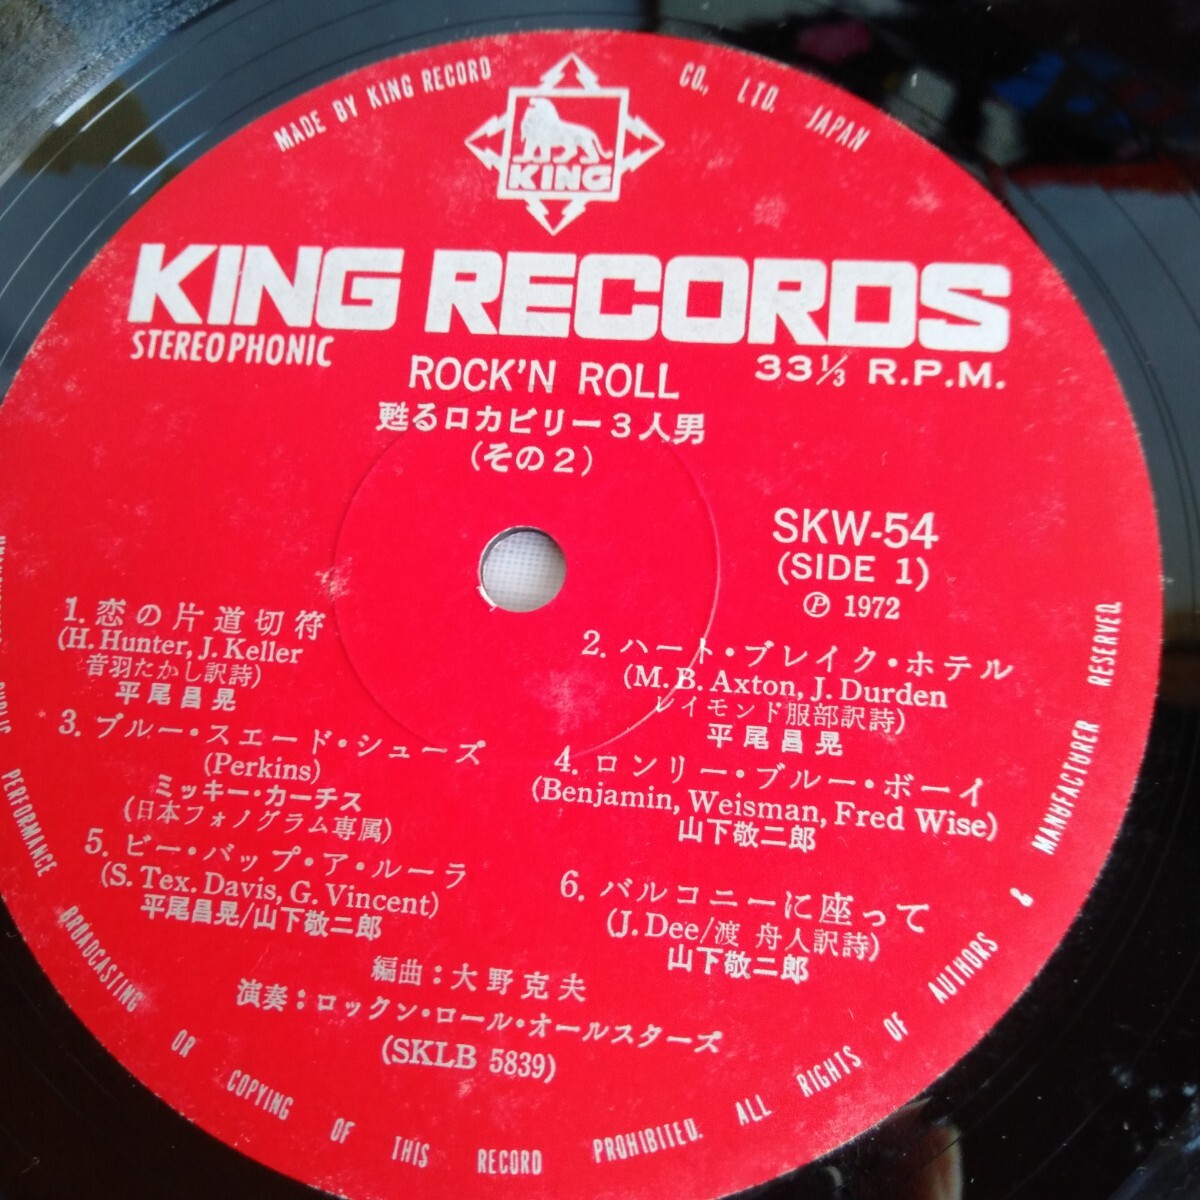 MADE BY KING RECORD CO., LTD. JAPAN
KING
KING RECORDS
STEREOPHONIC
33⅓ R.P.M.
ROCK'N ROLL
甦るロカビリー3人男
(その2)
SKW-54
(SIDE 1)
Ⓟ 1972
1. 恋の片道切符
(H. Hunter, J. Keller
音羽たかし訳詩)
平尾昌晃
2. ハート・ブレイク・ホテル
(M. B. Axton, J. Durden
レイモンド服部訳詩)
平尾昌晃
3. ブルー・スエード・シューズ
(Perkins)
ミッキー・カーチス
(日本フォノグラム専属)
4. ロンリー・ブルー・ボーイ
(Benjamin, Weisman, Fred Wise)
山下敬二郎
5. ビー・バップ・ア・ルーラ
(S. Tex. Davis, G. Vincent)
平尾昌晃/山下敬二郎
6. バルコニーに座って
(J. Dee/渡 舟人訳詩)
山下敬二郎
編曲:大野克夫
演奏:ロックン・ロール・オールスターズ
(SKLB 5839)
PUBLIC PERFORMANCE BROADCASTING OR COPYING OF THIS RECORD PROHIBITED. ALL RIGHTS OF AUTHORS & MANUFACTURER RESERVED.